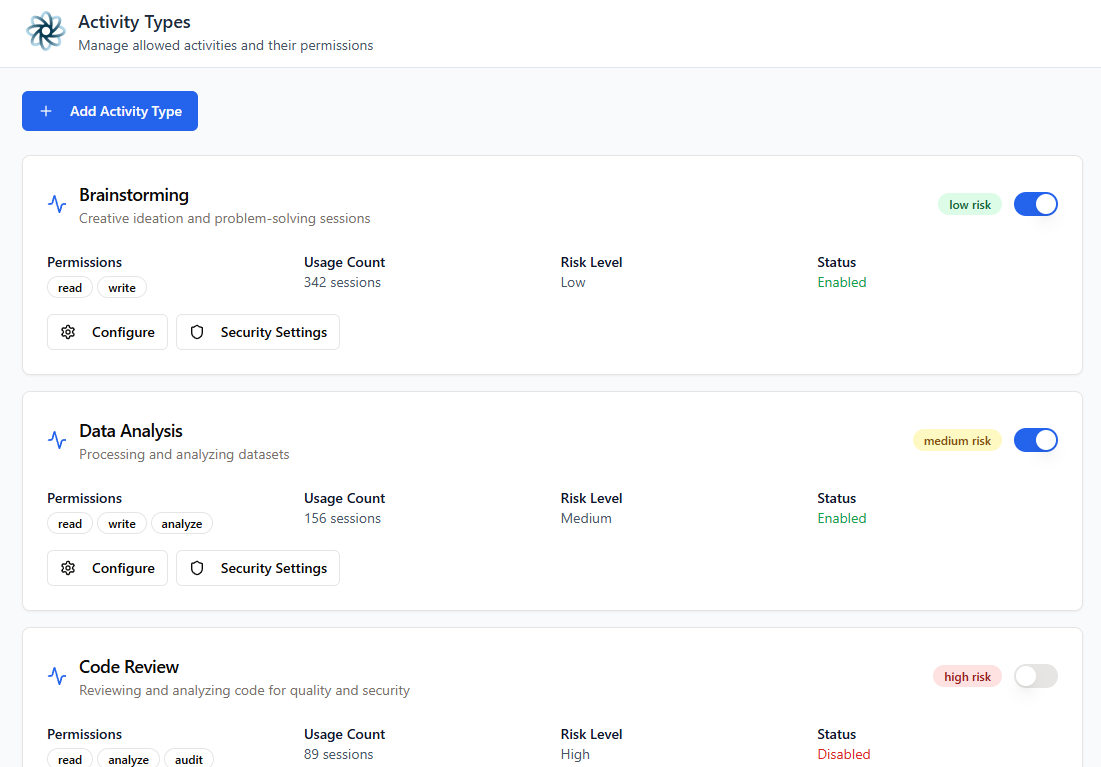 Activity Types
Manage allowed activities and their permissions
Add Activity Type
Brainstorming
Creative ideation and problem-solving sessions
low risk
Permissions Usage Count Risk Level Status
342 sessions Low Enabled
read write
Configure Security Settings
Data Analysis
Processing and analyzing datasets
medium risk
Permissions Usage Count Risk Level Status
156 sessions Medium Enabled
read write analyze
Configure Security Settings
Code Review
Reviewing and analyzing code for quality and security
high risk
Permissions Usage Count Risk Level Status
89 sessions High Disabled
read analyze audit